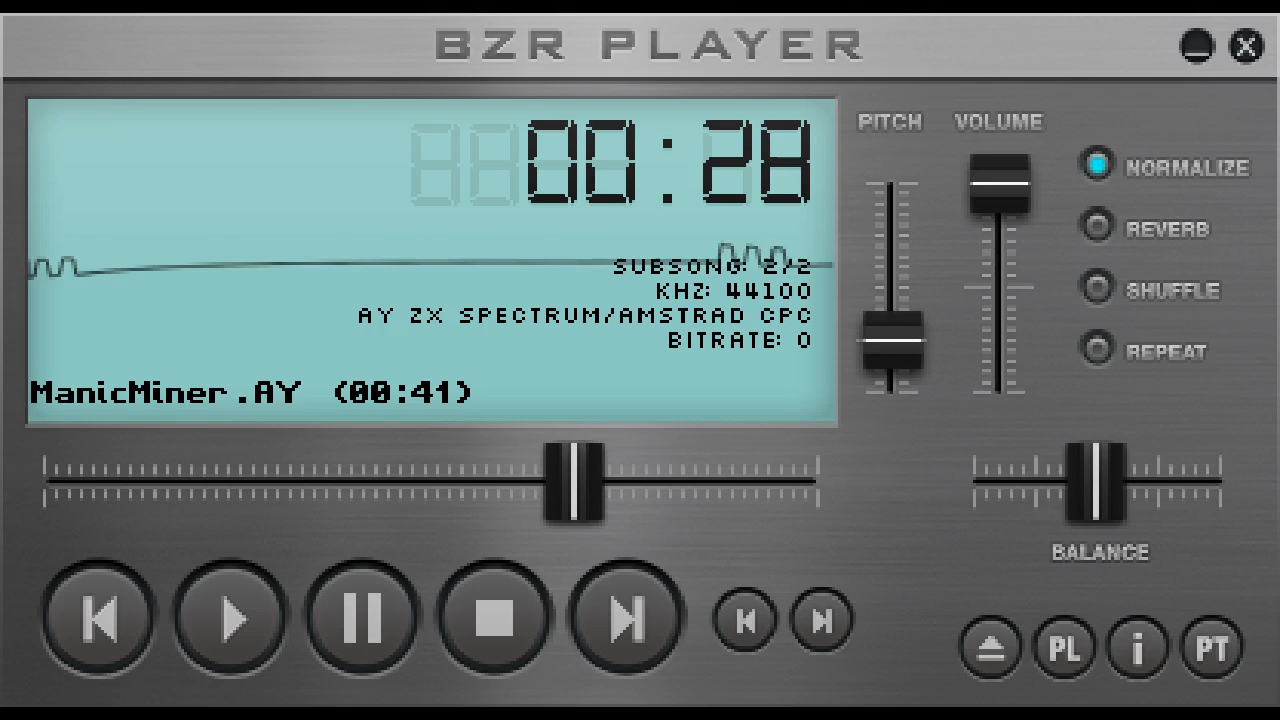 BZR PLAYER
00:28
SUBSONG: 2/2
KHZ: 44100
AY ZX SPECTRUM/AMSTRAD CPC
BITRATE: 0
ManicMiner.AY (00:41)
PITCH
VOLUME
NORMALIZE
REVERB
SHUFFLE
REPEAT
BALANCE
PL
i
PT